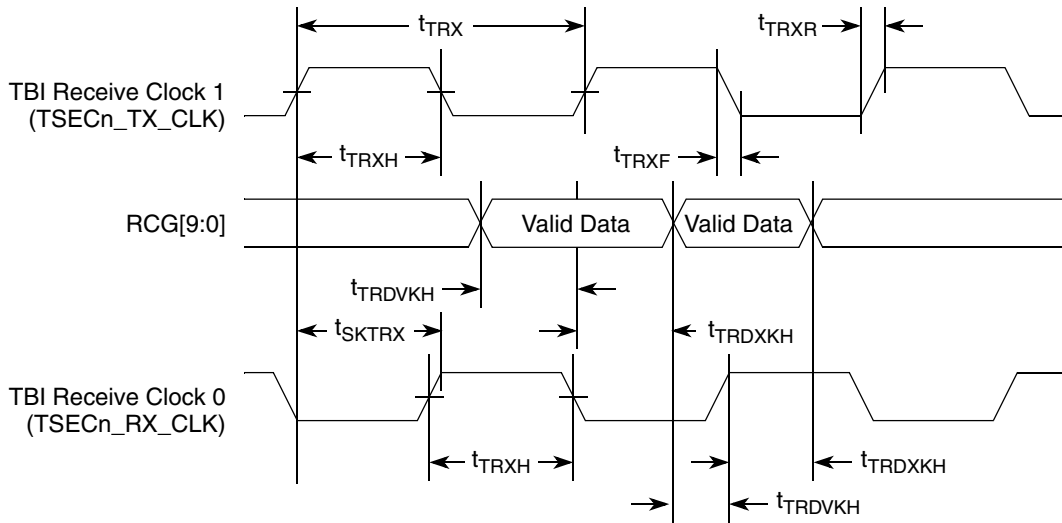 tTRX
tTRXR
TBI Receive Clock 1
(TSECn_TX_CLK)
tTRXH
tTRXF
RCG[9:0]
Valid Data
Valid Data
tTRDVKH
tSKTRX
tTRDXKH
TBI Receive Clock 0
(TSECn_RX_CLK)
tTRXH
tTRDXKH
tTRDVKH